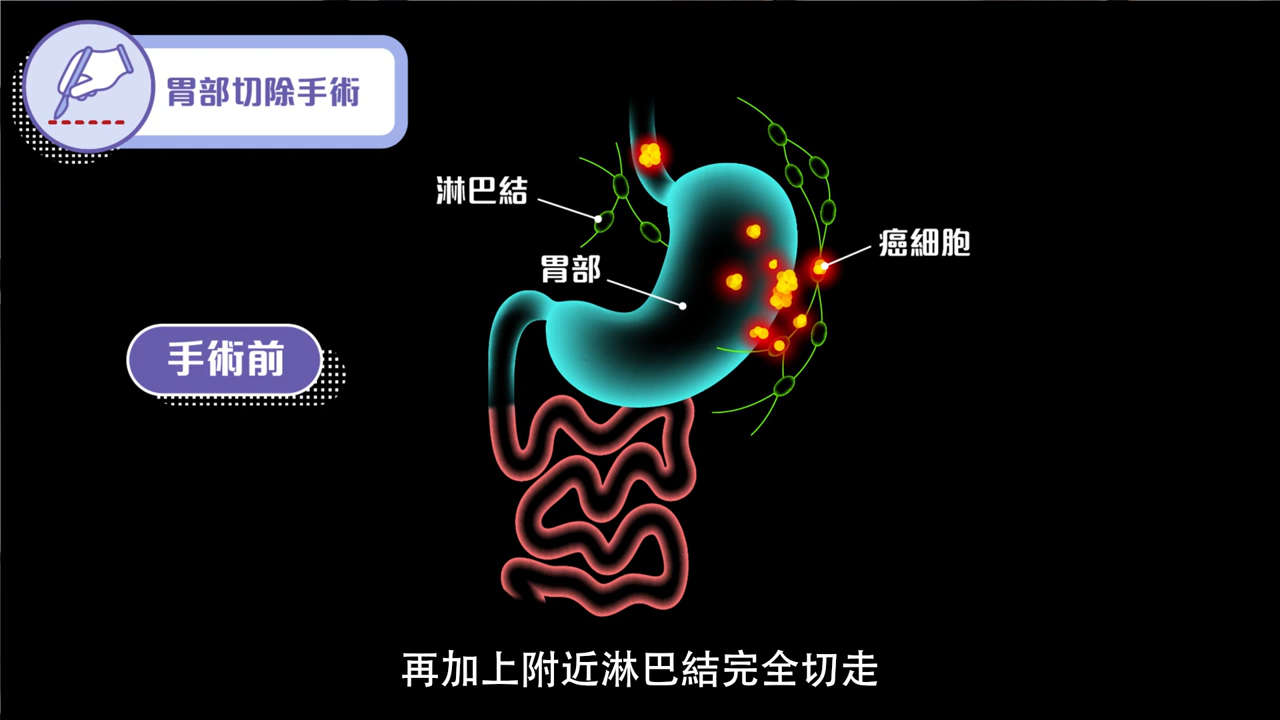 胃部切除手術
淋巴結
癌細胞
胃部
手術前
再加上附近淋巴結完全切走